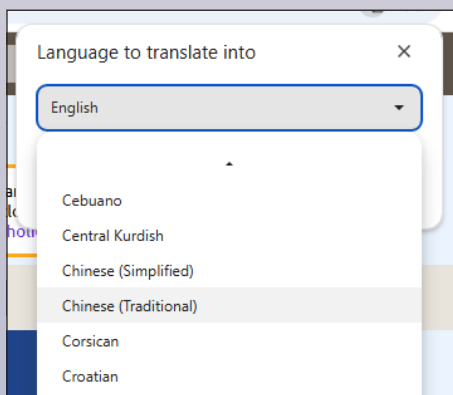 Language to translate into
English
Cebuano
Central Kurdish
Chinese (Simplified)
Chinese (Traditional)
Corsican
Croatian